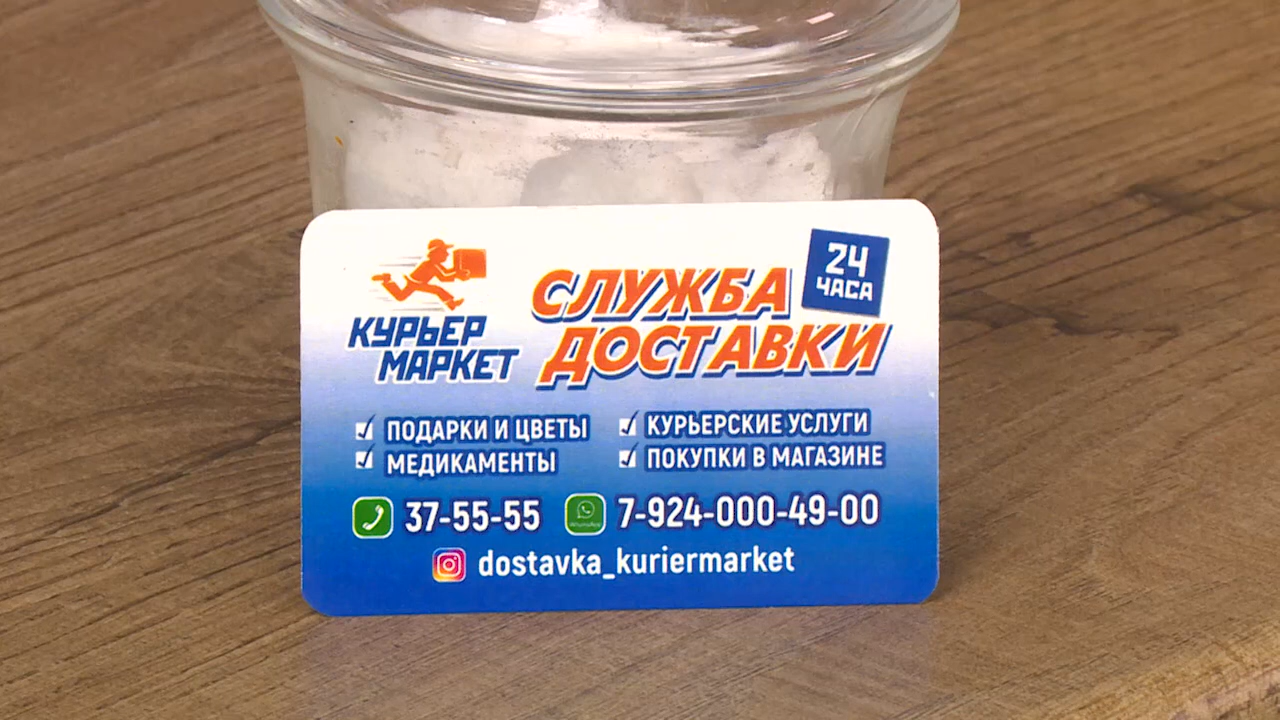 КУРЬЕР
МАРКЕТ
СЛУЖБА
ДОСТАВКИ
24
ЧАСА
ПОДАРКИ И ЦВЕТЫ
МЕДИКАМЕНТЫ
КУРЬЕРСКИЕ УСЛУГИ
ПОКУПКИ В МАГАЗИНЕ
37-55-55
WhatsApp
7-924-000-49-00
dostavka_kuriermarket